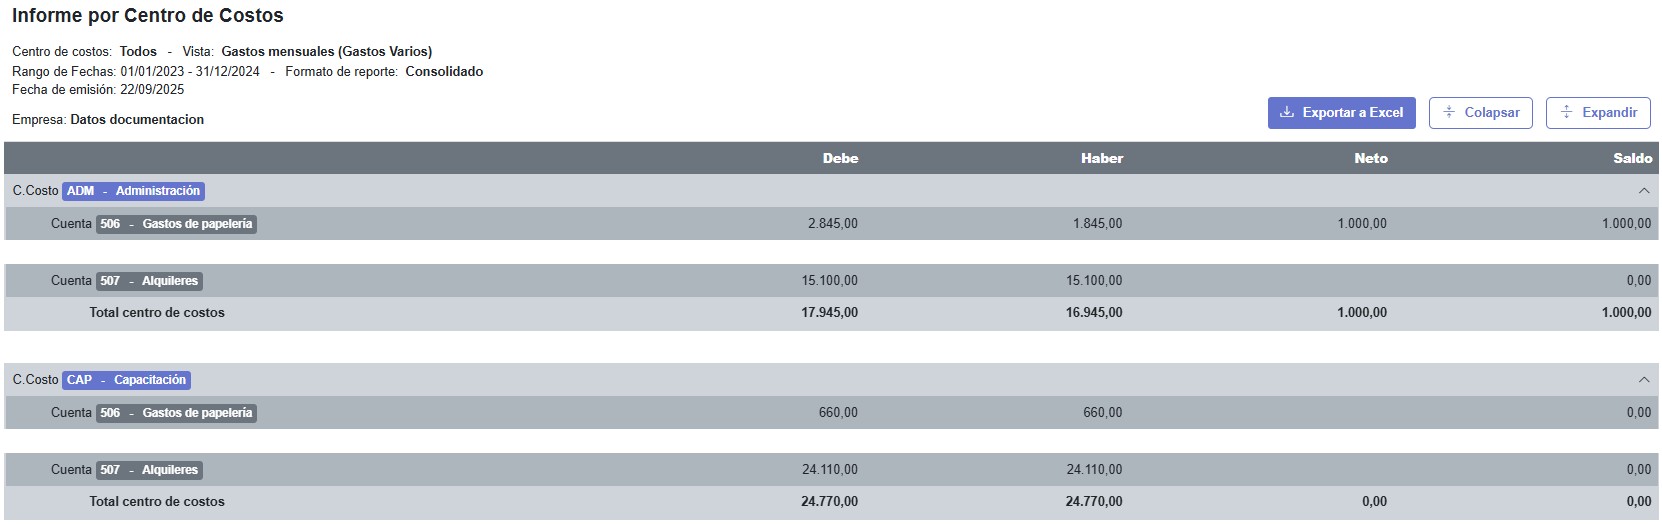 Informe por Centro de Costos
Centro de costos: Todos - Vista: Gastos mensuales (Gastos Varios)
Rango de Fechas: 01/01/2023 - 31/12/2024 - Formato de reporte: Consolidado
Fecha de emisión: 22/09/2025
Empresa: Datos documentacion
Exportar a Excel Colapsar Expandir
Debe Haber Neto Saldo
C.Costo ADM - Administración
Cuenta 506 - Gastos de papelería 2.845,00 1.845,00 1.000,00 1.000,00
Cuenta 507 - Alquileres 15.100,00 15.100,00 0,00
Total centro de costos 17.945,00 16.945,00 1.000,00 1.000,00
C.Costo CAP - Capacitación
Cuenta 506 - Gastos de papelería 660,00 660,00 0,00
Cuenta 507 - Alquileres 24.110,00 24.110,00 0,00
Total centro de costos 24.770,00 24.770,00 0,00 0,00